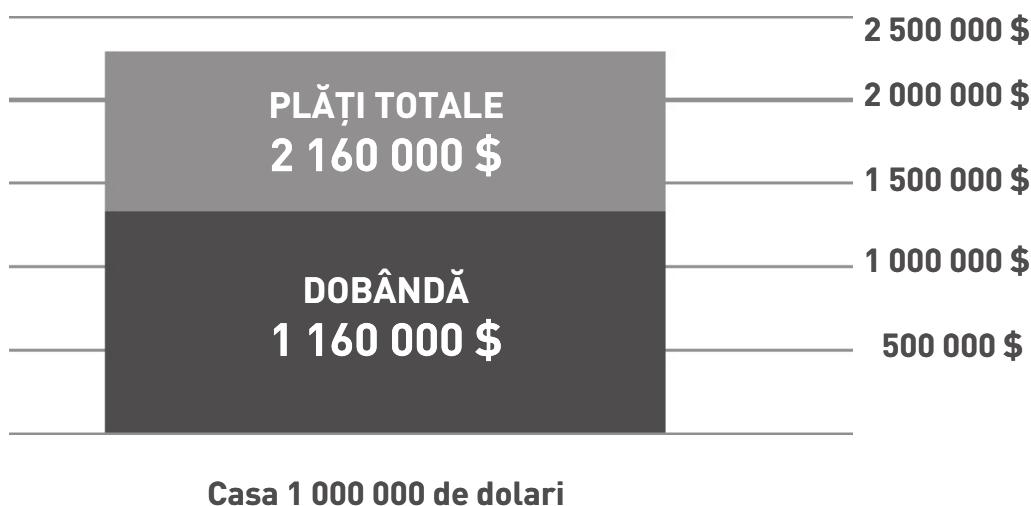 2 500 000 $
PLĂȚI TOTALE
2 000 000 $
2 160 000 $
1 500 000 $
1 000 000 $
DOBÂNDĂ
1 160 000 $
500 000 $
Casa 1 000 000 de dolari